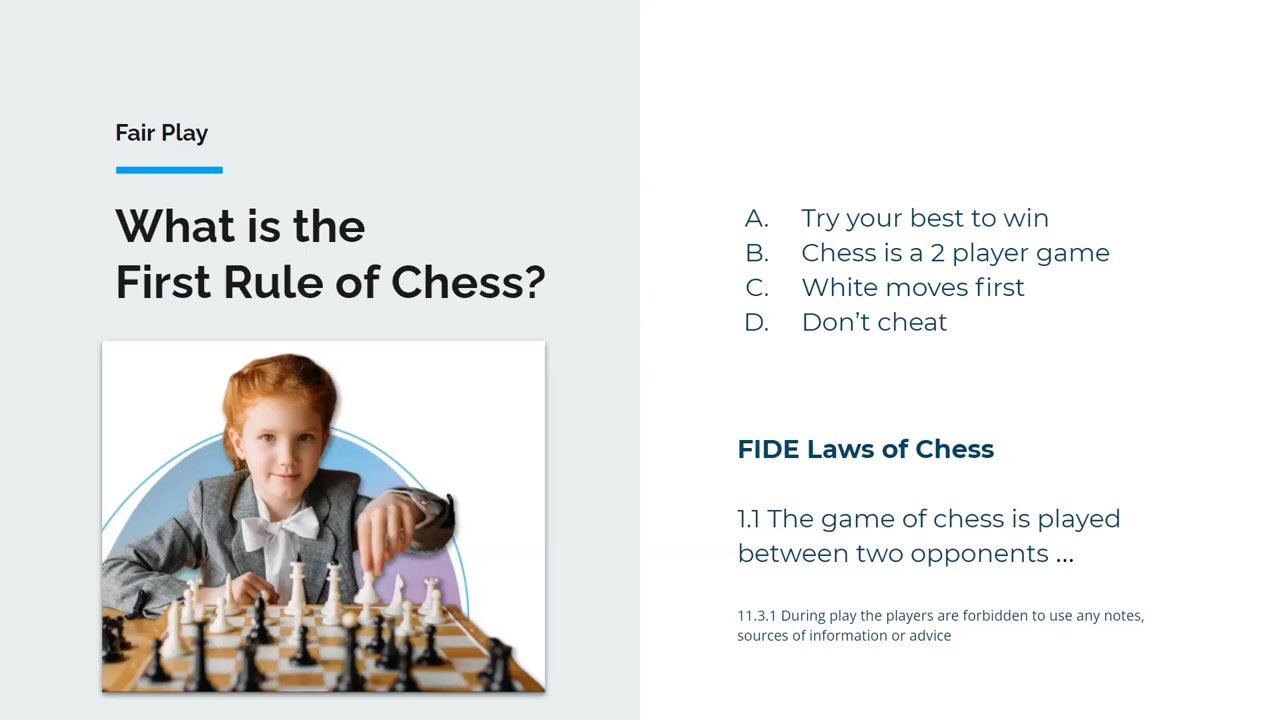 Fair Play
What is the
First Rule of Chess?
A. Try your best to win
B. Chess is a 2 player game
C. White moves first
D. Don’t cheat
FIDE Laws of Chess
1.1 The game of chess is played
between two opponents ...
11.3.1 During play the players are forbidden to use any notes,
sources of information or advice